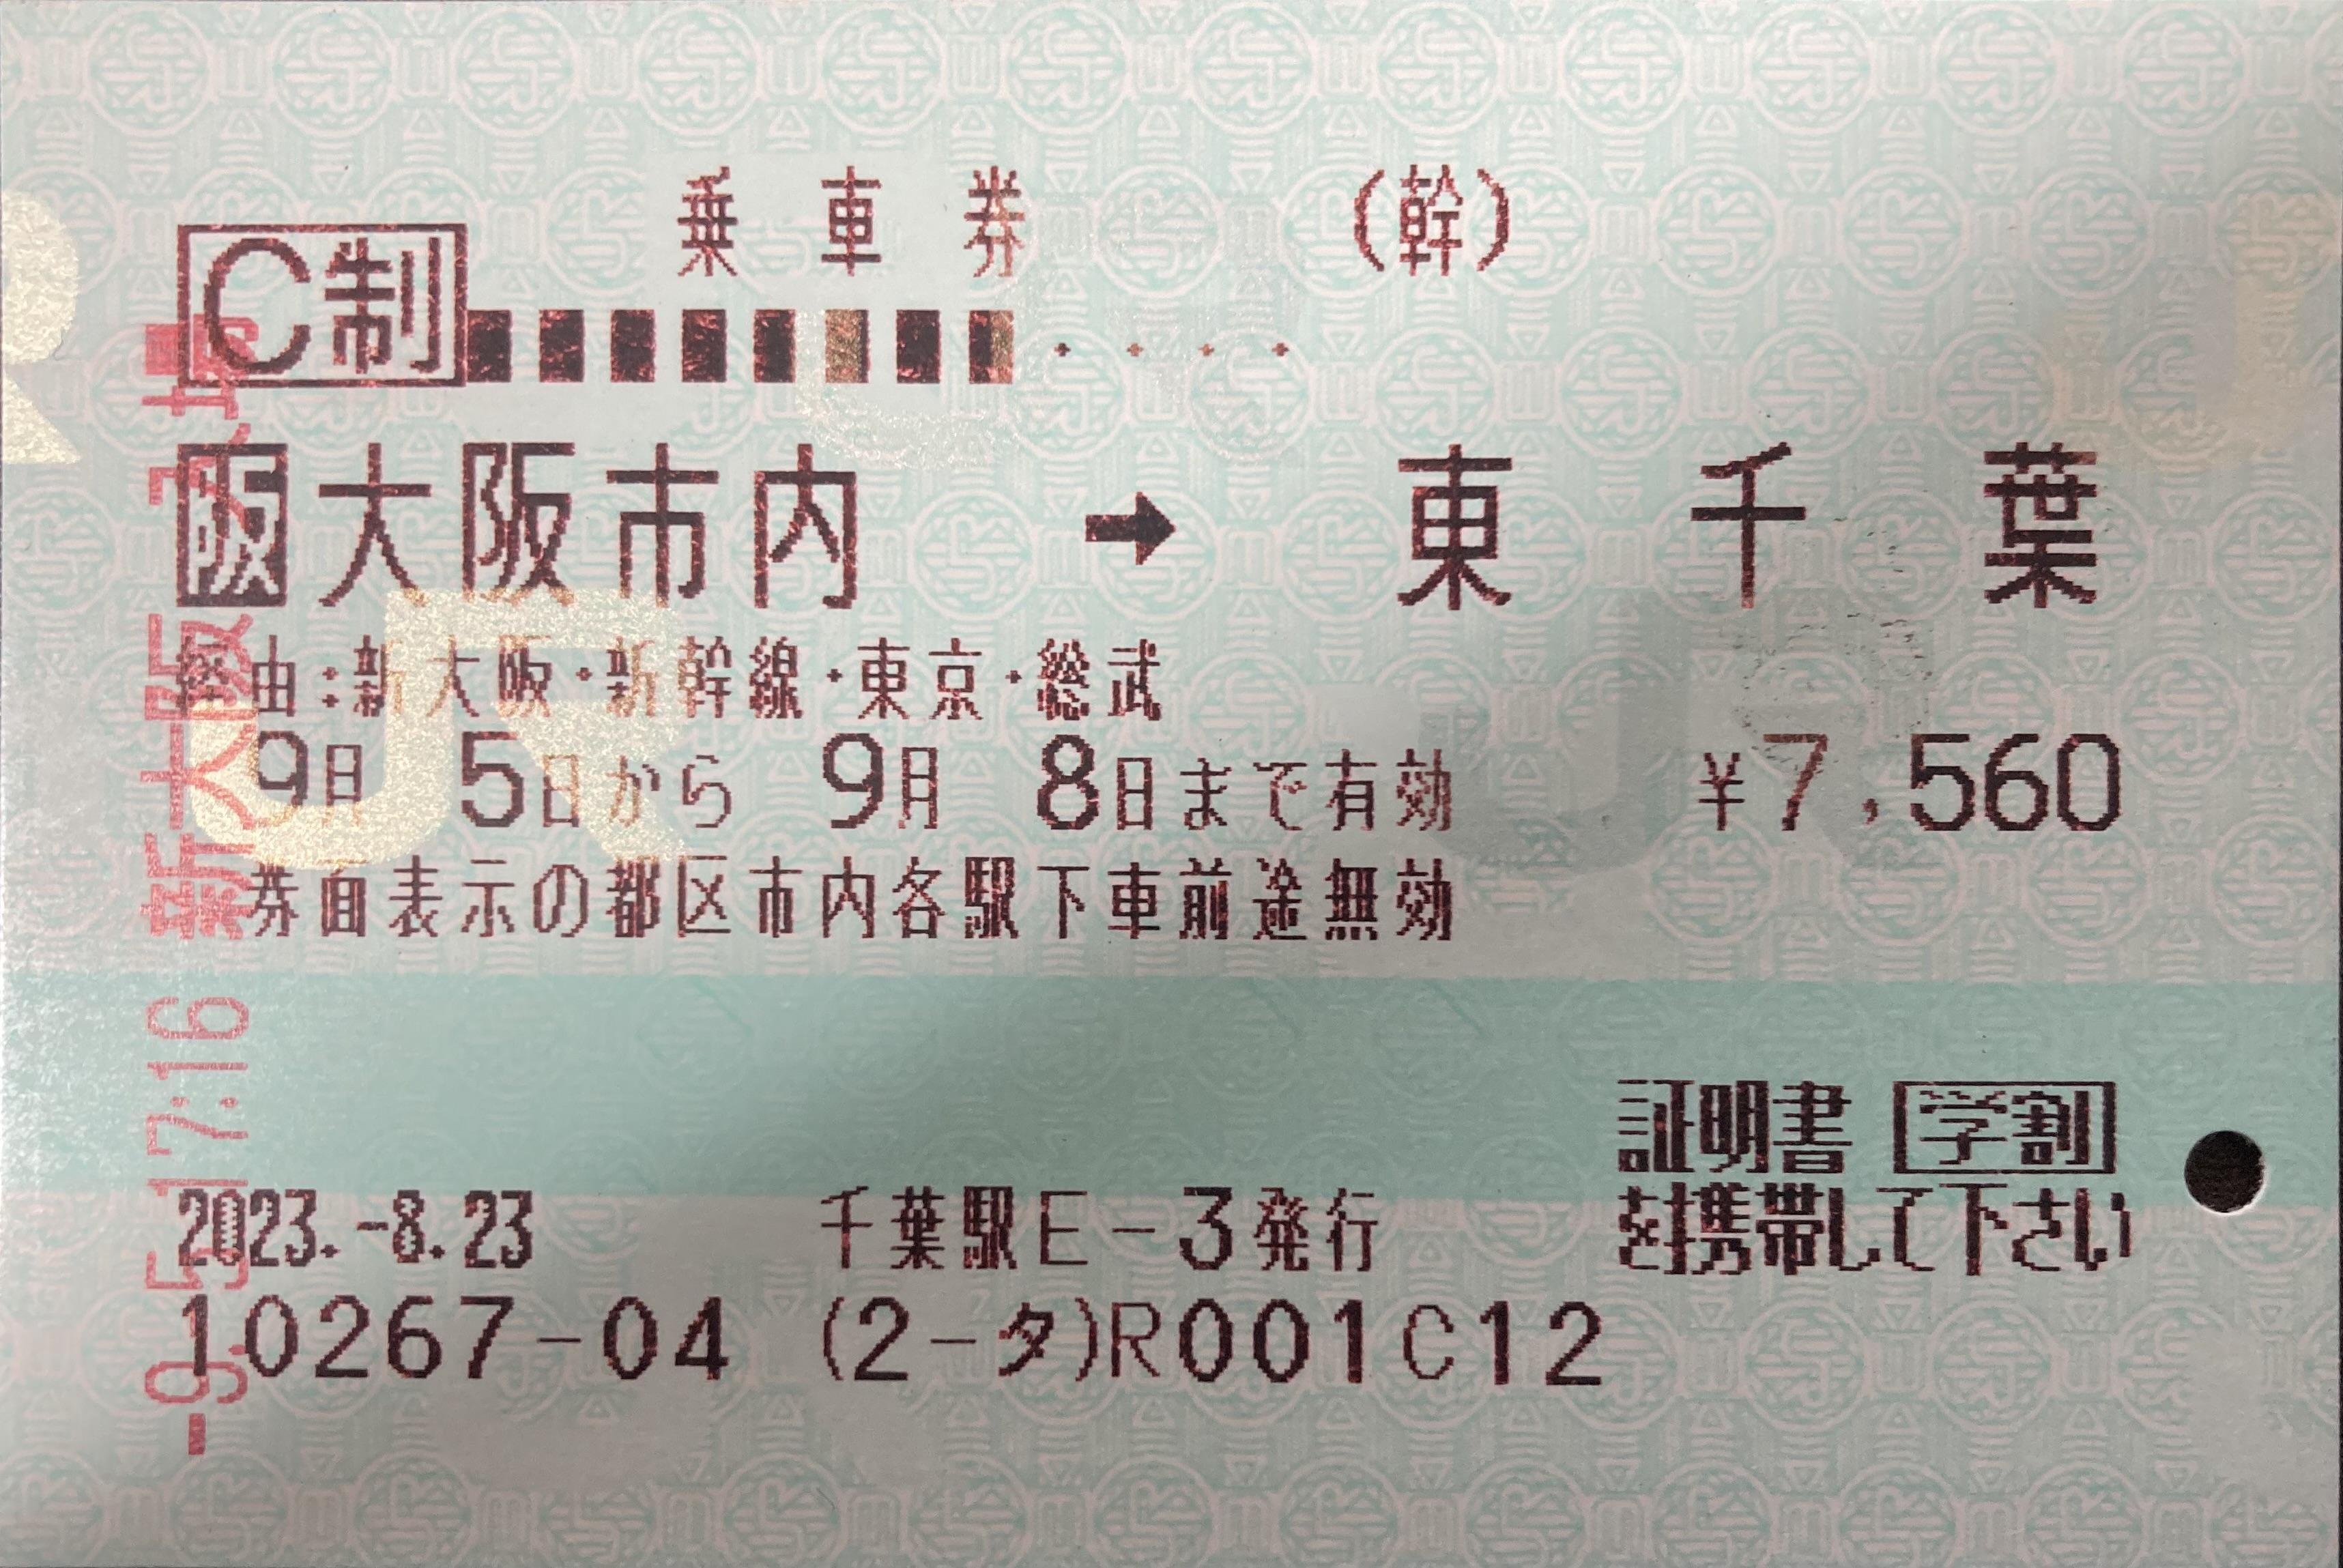 乗車券 (幹)
C制
阪大阪市内 → 東千葉
経由:新大阪・新幹線・東京・総武
9月 5日から 9月 8日まで有効 ¥7,560
券面表示の都区市内各駅下車前途無効
証明書 学割
を携帯して下さい
2023.-8.23 千葉駅E-3発行
10267-04 (2-タ)R001C12
-9.-5 17:16 新大阪 入場
JR